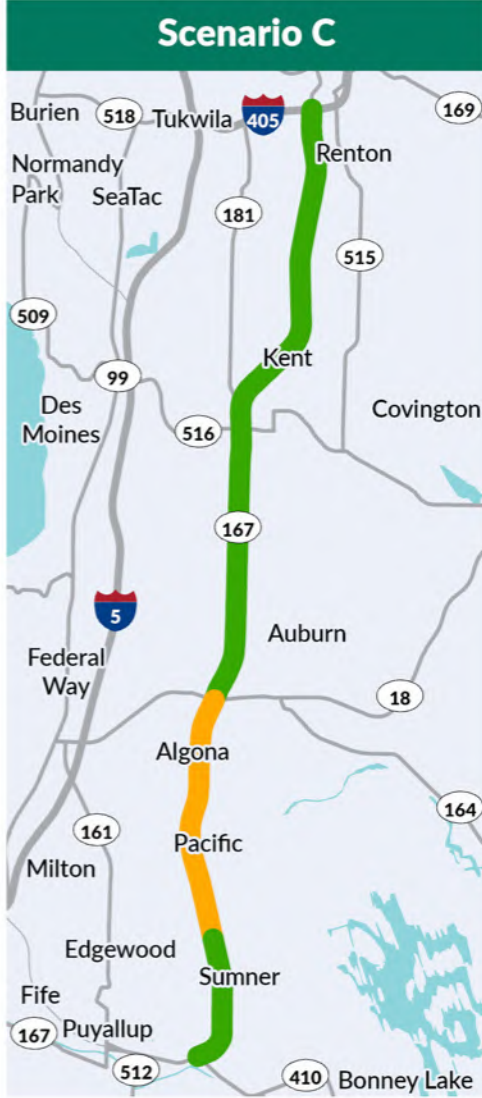 Scenario C
Burien
518
Tukwila
405
169
Renton
Normandy
Park
SeaTac
181
515
509
Kent
99
Des
Moines
Covington
516
167
5
Auburn
Federal
Way
18
Algona
161
Pacific
164
Milton
Edgewood
Sumner
Fife
167
Puyallup
512
410
Bonney Lake